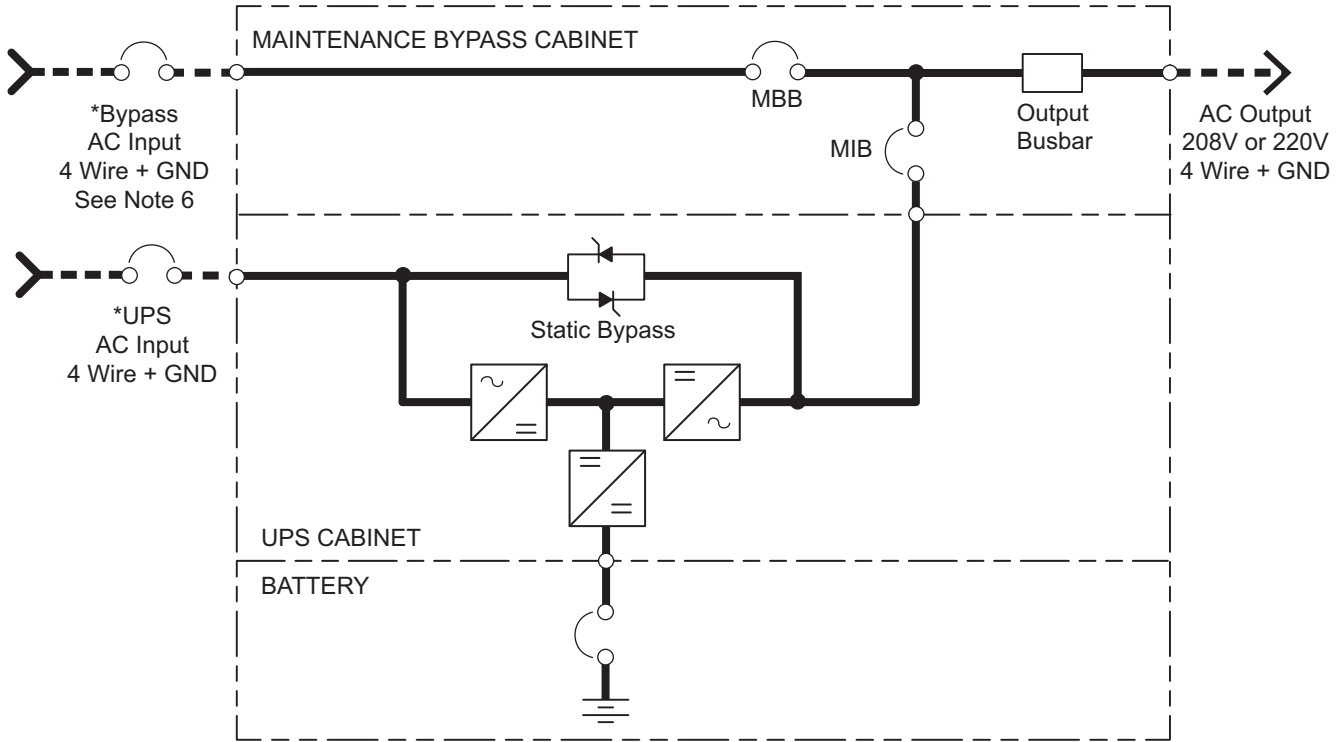 MAINTENANCE BYPASS CABINET
*Bypass
AC Input
4 Wire + GND
See Note 6
MBB
MIB
Output
Busbar
AC Output
208V or 220V
4 Wire + GND
*UPS
AC Input
4 Wire + GND
Static Bypass
UPS CABINET
BATTERY